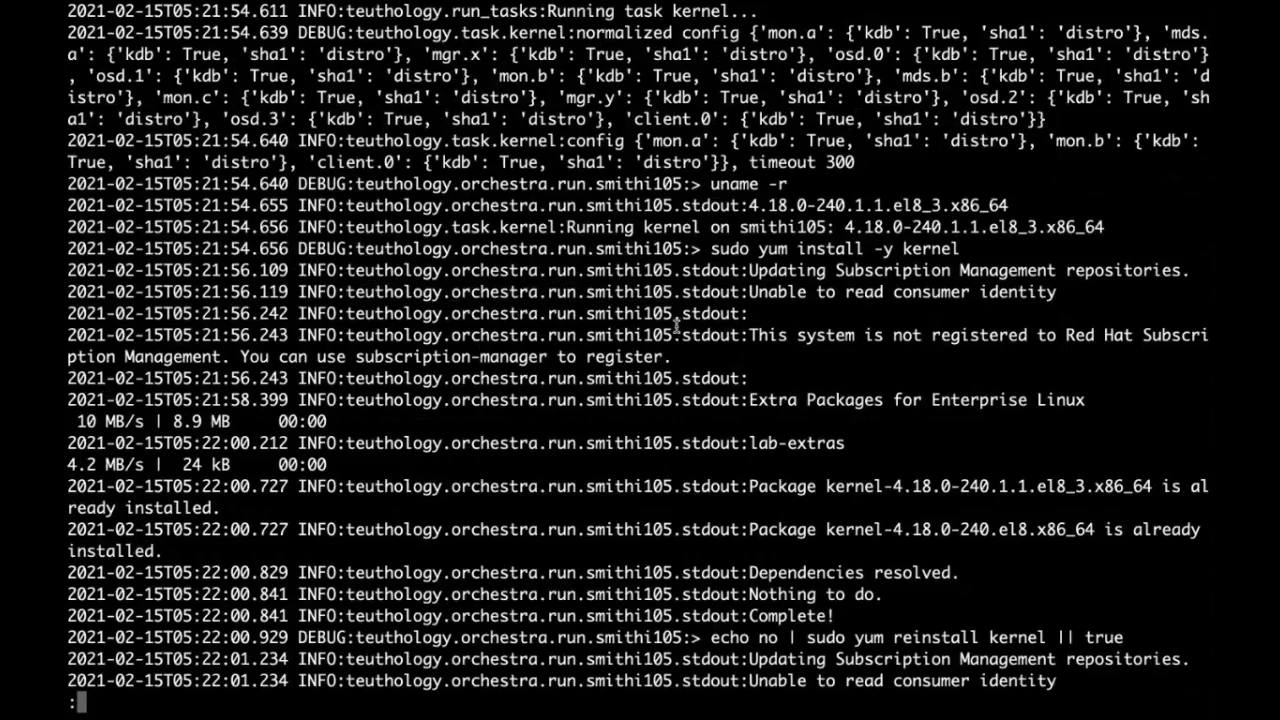 2021-02-15T05:21:54.611 INFO:teuthology.run_tasks:Running task kernel...
2021-02-15T05:21:54.639 DEBUG:teuthology.task.kernel:normalized config {'mon.a': {'kdb': True, 'sha1': 'distro'}, 'mds.
a': {'kdb': True, 'sha1': 'distro'}, 'mgr.x': {'kdb': True, 'sha1': 'distro'}, 'osd.0': {'kdb': True, 'sha1': 'distro'}
, 'osd.1': {'kdb': True, 'sha1': 'distro'}, 'mon.b': {'kdb': True, 'sha1': 'distro'}, 'mds.b': {'kdb': True, 'sha1': 'd
istro'}, 'mon.c': {'kdb': True, 'sha1': 'distro'}, 'mgr.y': {'kdb': True, 'sha1': 'distro'}, 'osd.2': {'kdb': True, 'sh
a1': 'distro'}, 'osd.3': {'kdb': True, 'sha1': 'distro'}, 'client.0': {'kdb': True, 'sha1': 'distro'}}
2021-02-15T05:21:54.640 INFO:teuthology.task.kernel:config {'mon.a': {'kdb': True, 'sha1': 'distro'}, 'mon.b': {'kdb':
True, 'sha1': 'distro'}, 'client.0': {'kdb': True, 'sha1': 'distro'}}, timeout 300
2021-02-15T05:21:54.640 DEBUG:teuthology.orchestra.run.smithi105:> uname -r
2021-02-15T05:21:54.655 INFO:teuthology.orchestra.run.smithi105.stdout:4.18.0-240.1.1.el8_3.x86_64
2021-02-15T05:21:54.656 INFO:teuthology.task.kernel:Running kernel on smithi105: 4.18.0-240.1.1.el8_3.x86_64
2021-02-15T05:21:54.656 DEBUG:teuthology.orchestra.run.smithi105:> sudo yum install -y kernel
2021-02-15T05:21:56.109 INFO:teuthology.orchestra.run.smithi105.stdout:Updating Subscription Management repositories.
2021-02-15T05:21:56.119 INFO:teuthology.orchestra.run.smithi105.stdout:Unable to read consumer identity
2021-02-15T05:21:56.242 INFO:teuthology.orchestra.run.smithi105.stdout:
2021-02-15T05:21:56.243 INFO:teuthology.orchestra.run.smithi105.stdout:This system is not registered to Red Hat Subscri
ption Management. You can use subscription-manager to register.
2021-02-15T05:21:56.243 INFO:teuthology.orchestra.run.smithi105.stdout:
2021-02-15T05:21:58.399 INFO:teuthology.orchestra.run.smithi105.stdout:Extra Packages for Enterprise Linux
10 MB/s | 8.9 MB     00:00
2021-02-15T05:22:00.212 INFO:teuthology.orchestra.run.smithi105.stdout:lab-extras
4.2 MB/s |  24 kB     00:00
2021-02-15T05:22:00.727 INFO:teuthology.orchestra.run.smithi105.stdout:Package kernel-4.18.0-240.1.1.el8_3.x86_64 is al
ready installed.
2021-02-15T05:22:00.727 INFO:teuthology.orchestra.run.smithi105.stdout:Package kernel-4.18.0-240.el8.x86_64 is already
installed.
2021-02-15T05:22:00.829 INFO:teuthology.orchestra.run.smithi105.stdout:Dependencies resolved.
2021-02-15T05:22:00.841 INFO:teuthology.orchestra.run.smithi105.stdout:Nothing to do.
2021-02-15T05:22:00.841 INFO:teuthology.orchestra.run.smithi105.stdout:Complete!
2021-02-15T05:22:00.929 DEBUG:teuthology.orchestra.run.smithi105:> echo no | sudo yum reinstall kernel || true
2021-02-15T05:22:01.234 INFO:teuthology.orchestra.run.smithi105.stdout:Updating Subscription Management repositories.
2021-02-15T05:22:01.234 INFO:teuthology.orchestra.run.smithi105.stdout:Unable to read consumer identity
: